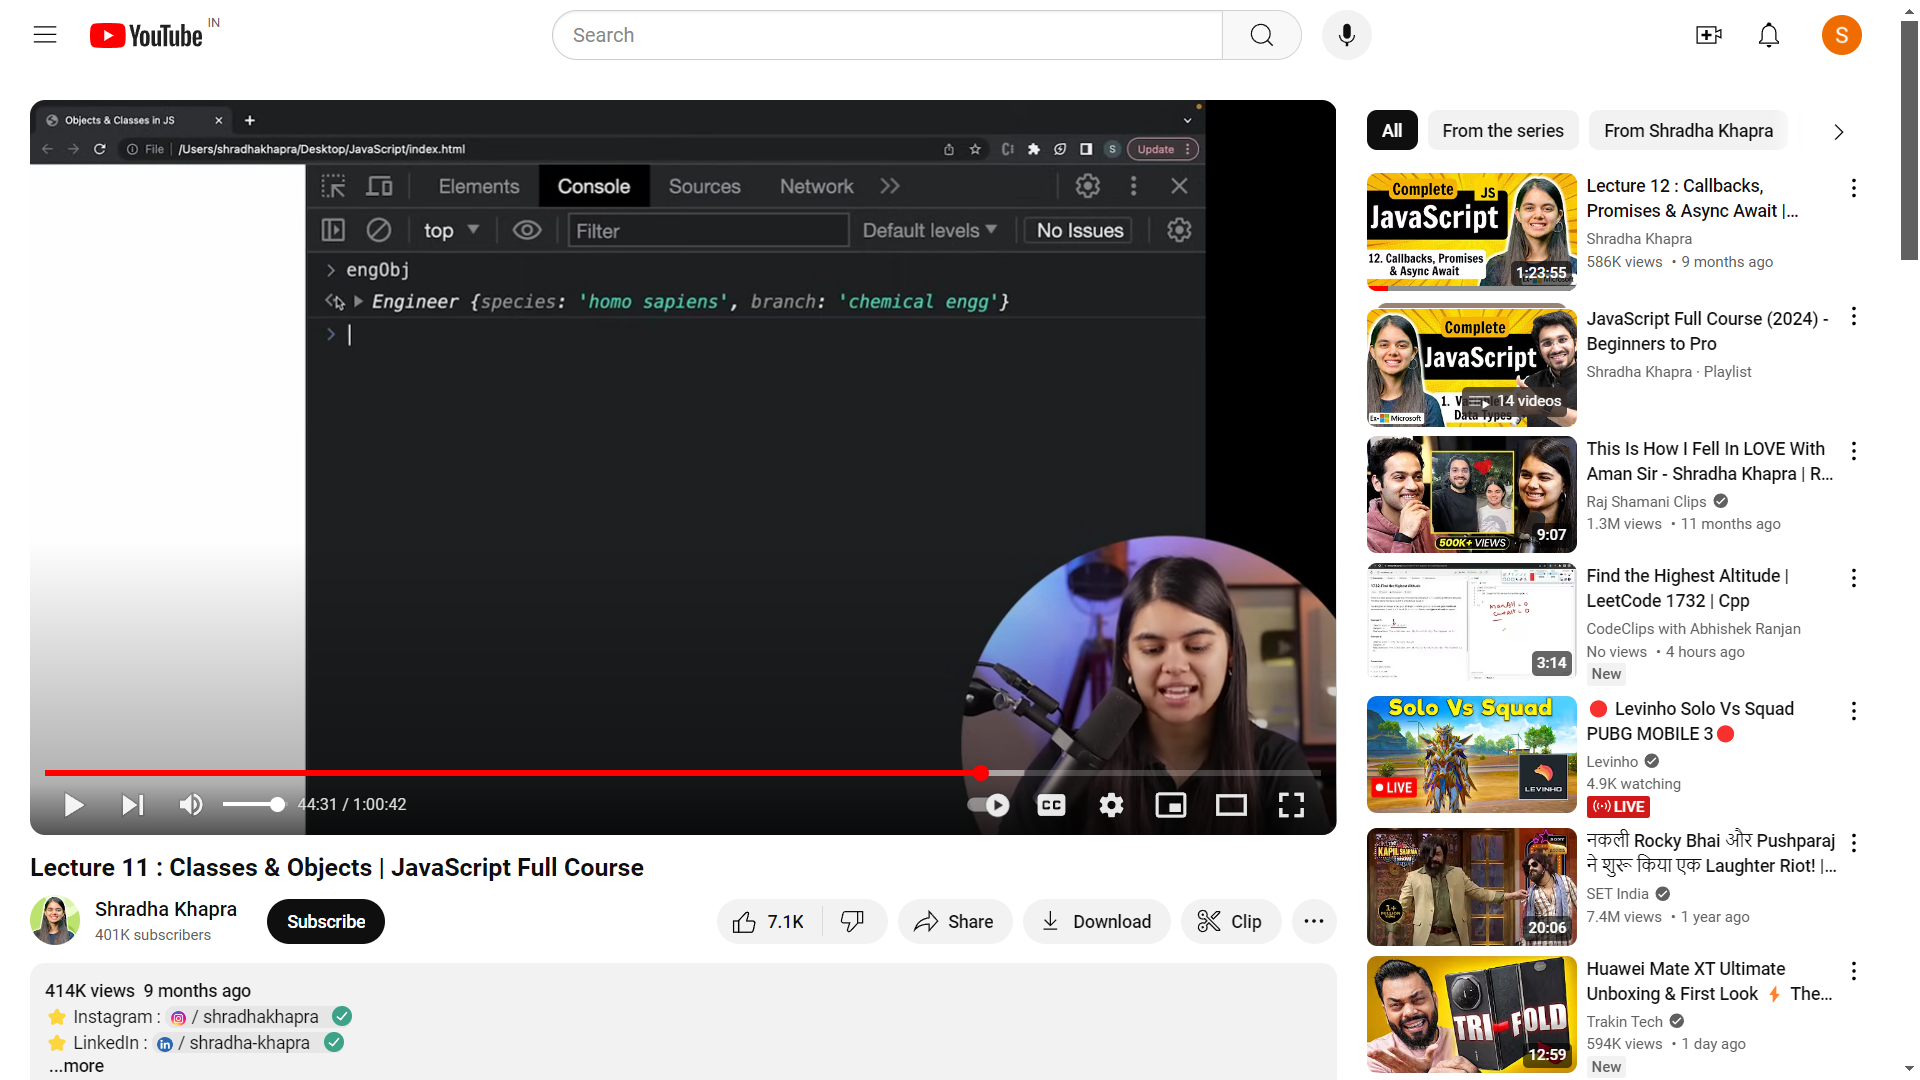 YouTube IN
Search
S
Objects & Classes in JS
File | /Users/shradhakhapra/Desktop/JavaScript/index.html
S
Update
Elements Console Sources Network
top Filter Default levels No Issues
engObj
Engineer {species: 'homo sapiens', branch: 'chemical engg'}
44:31 / 1:00:42
CC
Lecture 11 : Classes & Objects | JavaScript Full Course
Shradha Khapra
401K subscribers
Subscribe
7.1K
Share
Download
Clip
414K views 9 months ago
Instagram : / shradhakhapra
LinkedIn : in / shradha-khapra
...more
All From the series From Shradha Khapra
Complete JS
JavaScript
12. Callbacks, Promises
& Async Await
1:23:55
Lecture 12 : Callbacks,
Promises & Async Await |...
Shradha Khapra
586K views • 9 months ago
Complete
JavaScript
14 videos
Data Types
Ex- Microsoft
JavaScript Full Course (2024) -
Beginners to Pro
Shradha Khapra · Playlist
500K+ VIEWS
9:07
This Is How I Fell In LOVE With
Aman Sir - Shradha Khapra | R...
Raj Shamani Clips
1.3M views • 11 months ago
3:14
Find the Highest Altitude |
LeetCode 1732 | Cpp
CodeClips with Abhishek Ranjan
No views • 4 hours ago
New
Solo Vs Squad
LIVE
LEVINHO
Levinho Solo Vs Squad
PUBG MOBILE 3
Levinho
4.9K watching
LIVE
KAPIL SHARMA
SONY
1+
20:06
नकली Rocky Bhai और Pushparaj
ने शुरू किया एक Laughter Riot! |...
SET India
7.4M views • 1 year ago
TRI-FOLD
12:59
Huawei Mate XT Ultimate
Unboxing & First Look ⚡ The...
Trakin Tech
594K views • 1 day ago
New